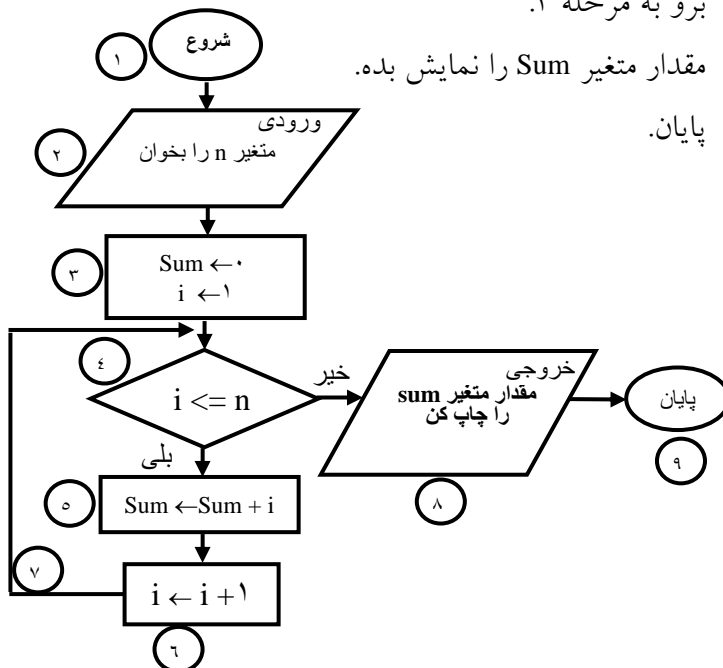 برو به مرحله ۲.
مقدار متغیر Sum را نمایش بده.
پایان.
۱
شروع
۲
ورودی
متغیر n را بخوان
۳
Sum ←۰
i ←۱
۴
i <= n
خیر
بلی
خروجی
مقدار متغیر sum
را چاپ کن
۸
پایان
۹
۵
Sum ←Sum + i
۷
i ← i +۱
۶